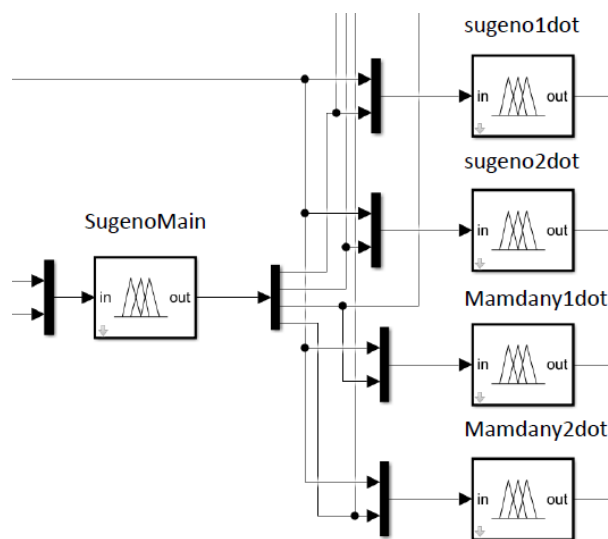 sugeno1dot
in out
sugeno2dot
in out
SugenoMain
in out
Mamdany1dot
in out
Mamdany2dot
in out